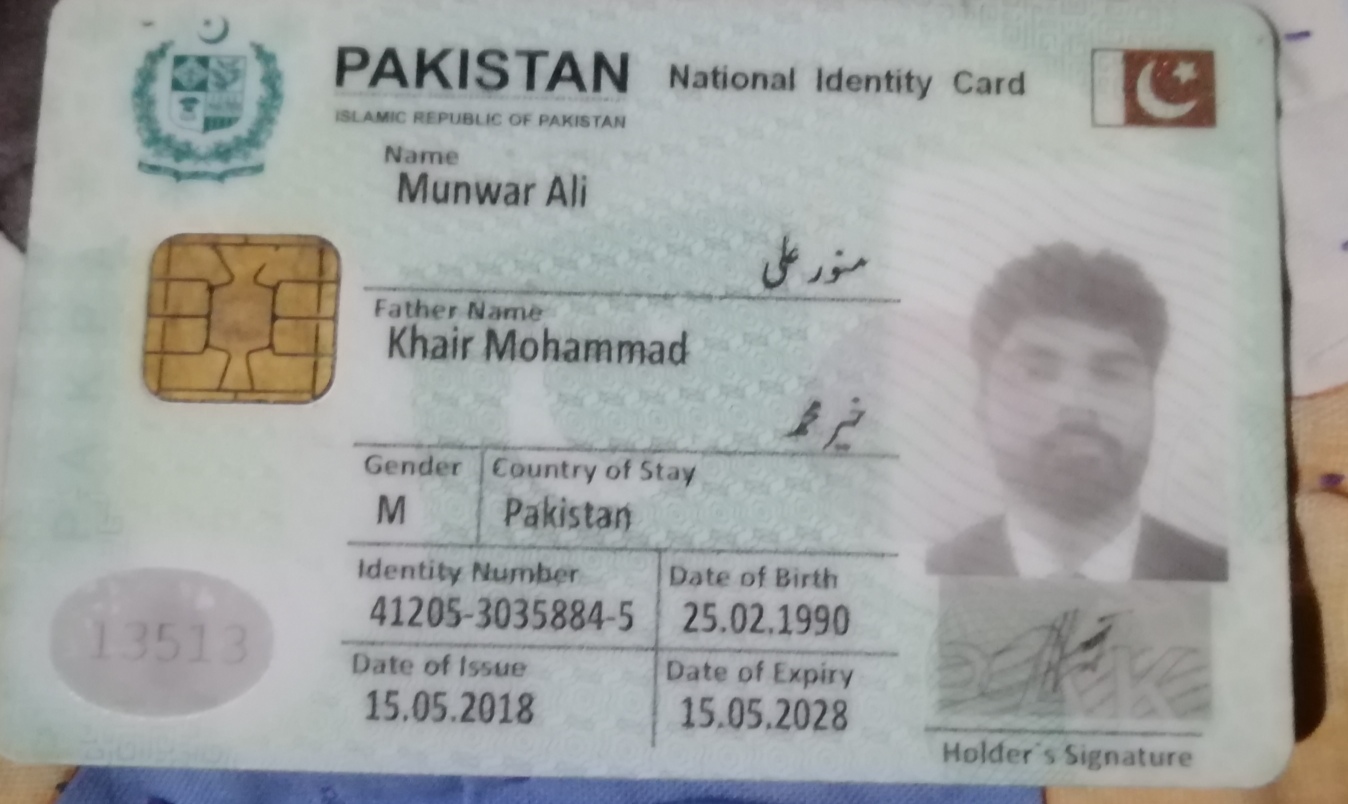 PAKISTAN National Identity Card
ISLAMIC REPUBLIC OF PAKISTAN
Name
Munwar Ali
منور علی
Father Name
Khair Mohammad
خیر محمد
Gender Country of Stay
M Pakistan
Identity Number Date of Birth
41205-3035884-5 25.02.1990
13513
Date of Issue Date of Expiry
15.05.2018 15.05.2028
Holder's Signature